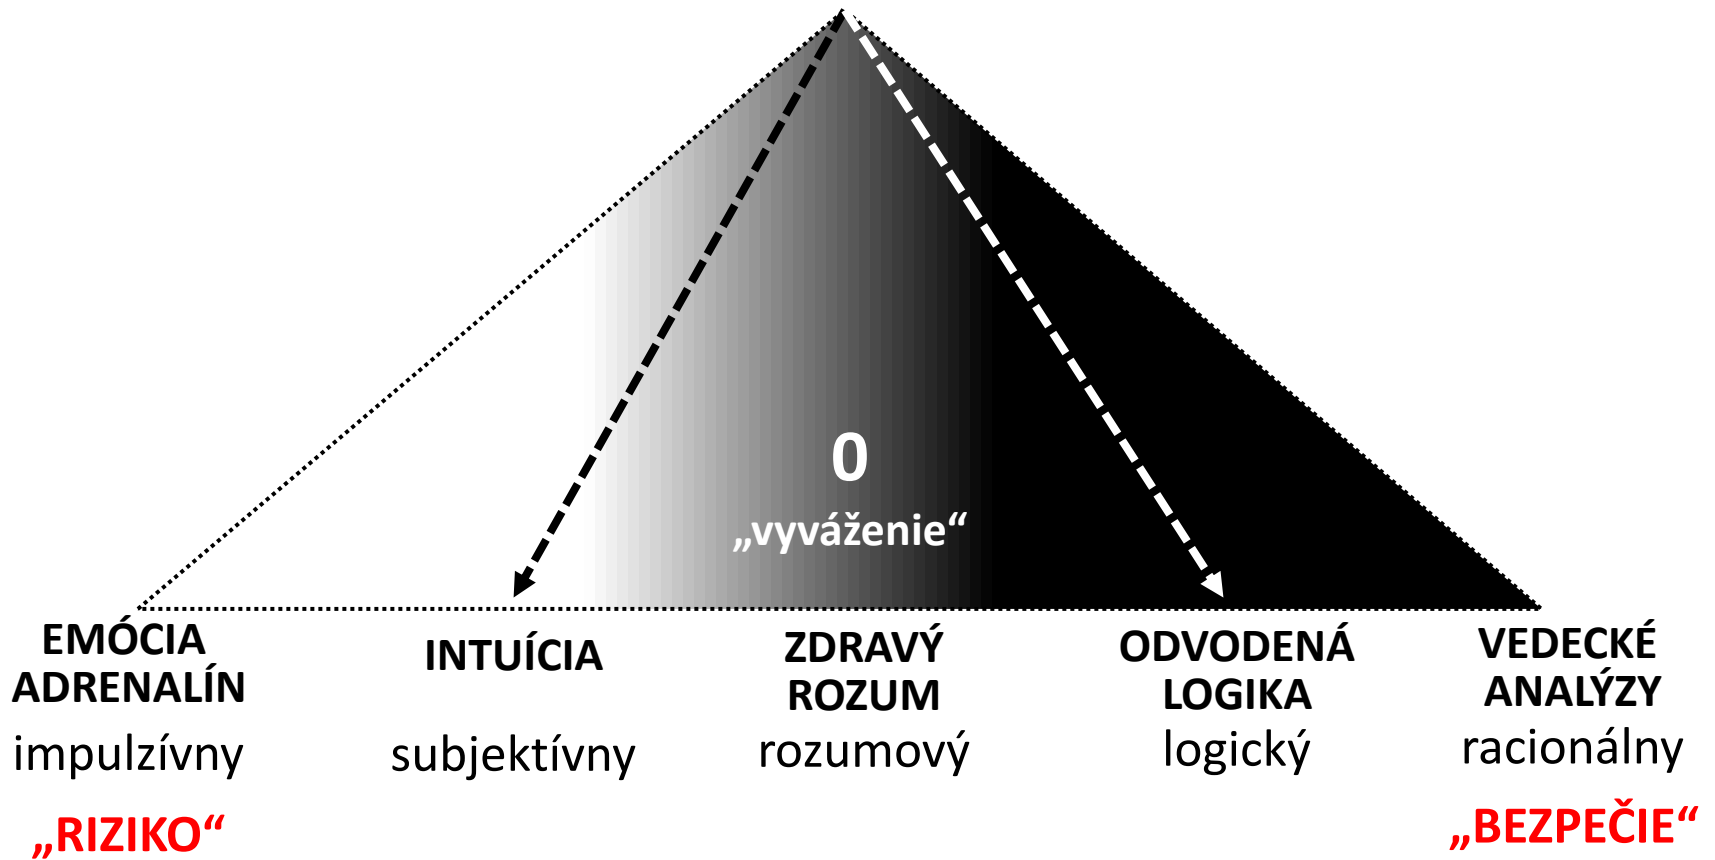 0
„vyváženie“
EMÓCIA
ADRENALÍN
impulzívny
„RIZIKO“
INTUÍCIA
subjektívny
ZDRAVÝ
ROZUM
rozumový
ODVODENÁ
LOGIKA
logický
VEDECKÉ
ANALÝZY
racionálny
„BEZPEČIE“